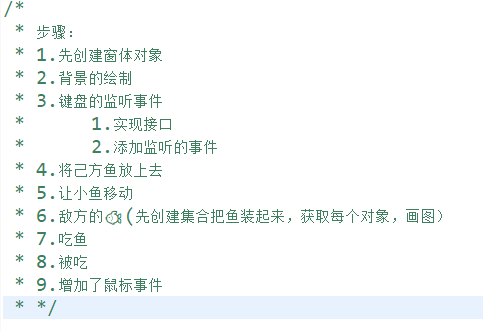 /*
 * 步骤：
 * 1.先创建窗体对象
 * 2.背景的绘制
 * 3.键盘的监听事件
 *     1.实现接口
 *     2.添加监听的事件
 * 4.将己方鱼放上去
 * 5.让小鱼移动
 * 6.敌方的🐟(先创建集合把鱼装起来，获取每个对象，画图）
 * 7.吃鱼
 * 8.被吃
 * 9.增加了鼠标事件
 * */